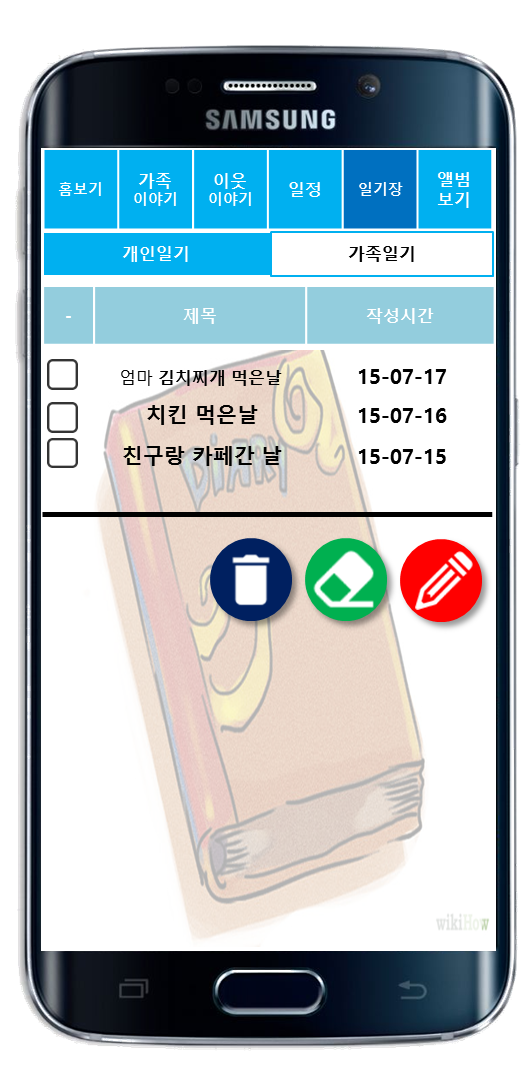 SAMSUNG
홈보기
가족
이야기
이웃
이야기
일정
일기장
앨범
보기
개인일기
가족일기
- 제목 작성시간
엄마 김치찌개 먹은날 15-07-17
치킨 먹은날 15-07-16
친구랑 카페간 날 15-07-15
DIARY
wikiHow